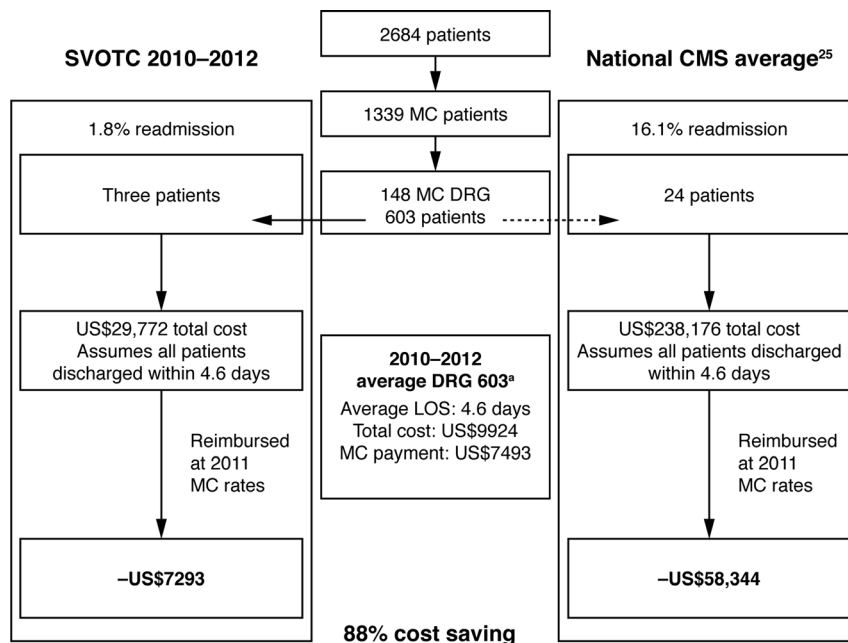 2684 patients
SVOTC 2010–2012
National CMS average²⁵
1339 MC patients
1.8% readmission
16.1% readmission
Three patients
148 MC DRG
603 patients
24 patients
US$29,772 total cost
Assumes all patients
discharged within 4.6 days
US$238,176 total cost
Assumes all patients discharged
within 4.6 days
2010–2012
average DRG 603ᵃ
Average LOS: 4.6 days
Total cost: US$9924
MC payment: US$7493
Reimbursed
at 2011
MC rates
Reimbursed
at 2011
MC rates
–US$7293
–US$58,344
88% cost saving